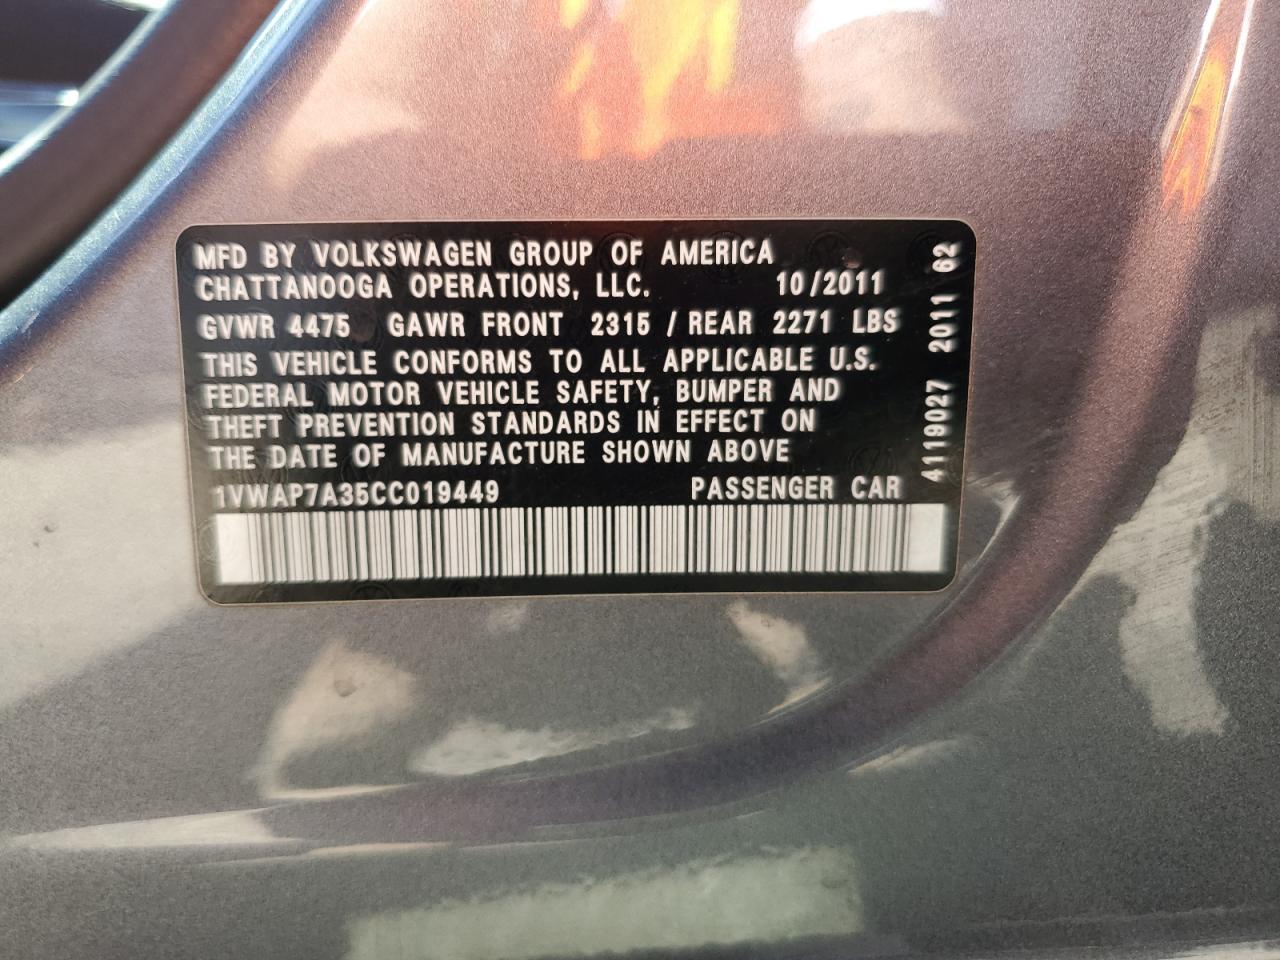 MFD BY VOLKSWAGEN GROUP OF AMERICA
CHATTANOOGA OPERATIONS, LLC. 10/2011
GVWR 4475 GAWR FRONT 2315 / REAR 2271 LBS
THIS VEHICLE CONFORMS TO ALL APPLICABLE U.S.
FEDERAL MOTOR VEHICLE SAFETY, BUMPER AND
THEFT PREVENTION STANDARDS IN EFFECT ON
THE DATE OF MANUFACTURE SHOWN ABOVE
1VWAP7A35CC019449 PASSENGER CAR
4119027 2011 62